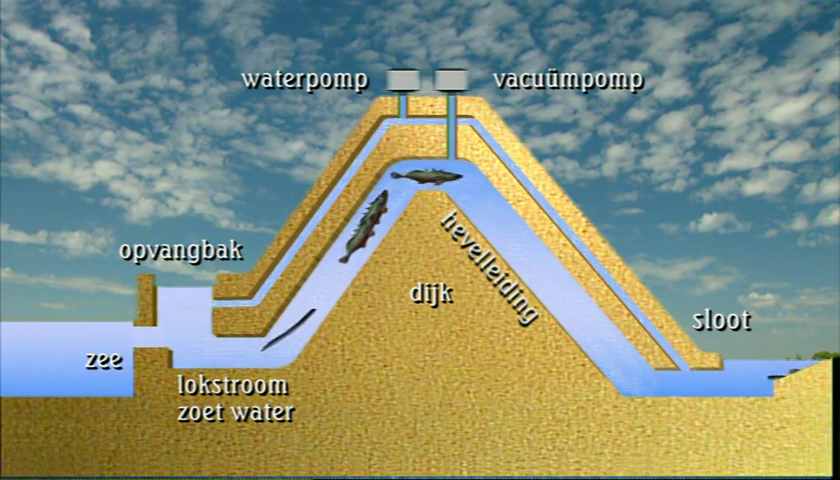 waterpomp
vacuümpomp
opvangbak
hevelleiding
dijk
sloot
zee
lokstroom
zoet water